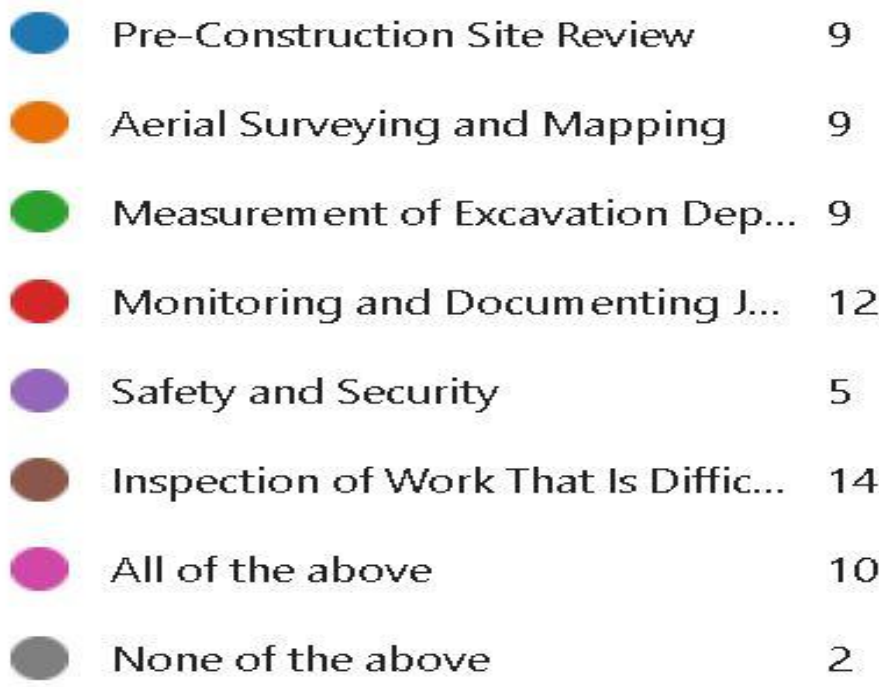 Pre-Construction Site Review 9
Aerial Surveying and Mapping 9
Measurement of Excavation Dep... 9
Monitoring and Documenting J... 12
Safety and Security 5
Inspection of Work That Is Diffic... 14
All of the above 10
None of the above 2